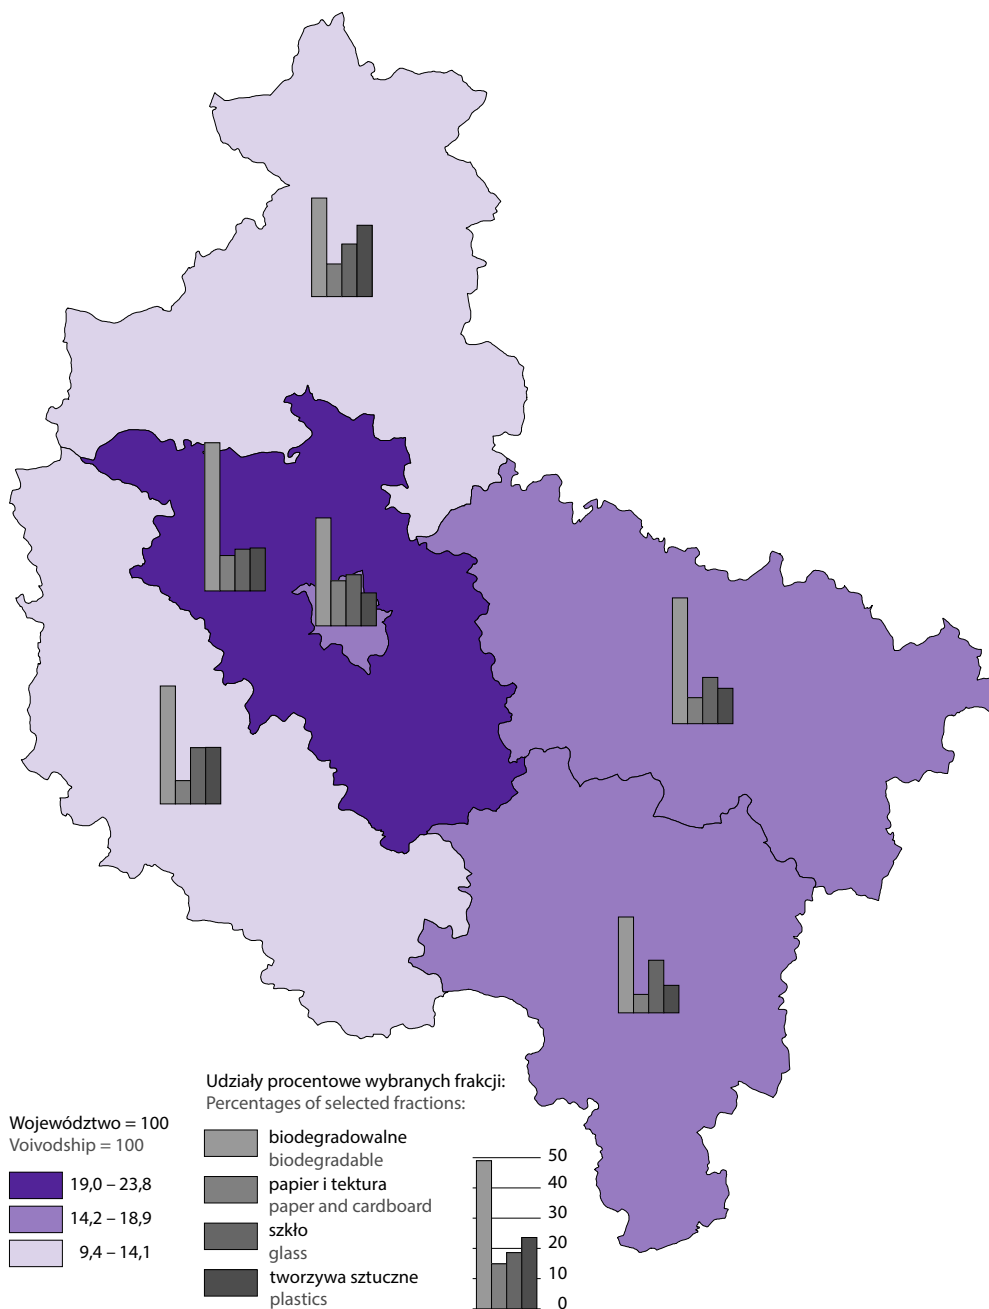 Udziały procentowe wybranych frakcji:
Percentages of selected fractions:
Województwo = 100
Voivodship = 100
19,0 – 23,8
14,2 – 18,9
9,4 – 14,1
biodegradowalne
biodegradable
papier i tektura
paper and cardboard
szkło
glass
tworzywa sztuczne
plastics
50
40
30
20
10
0